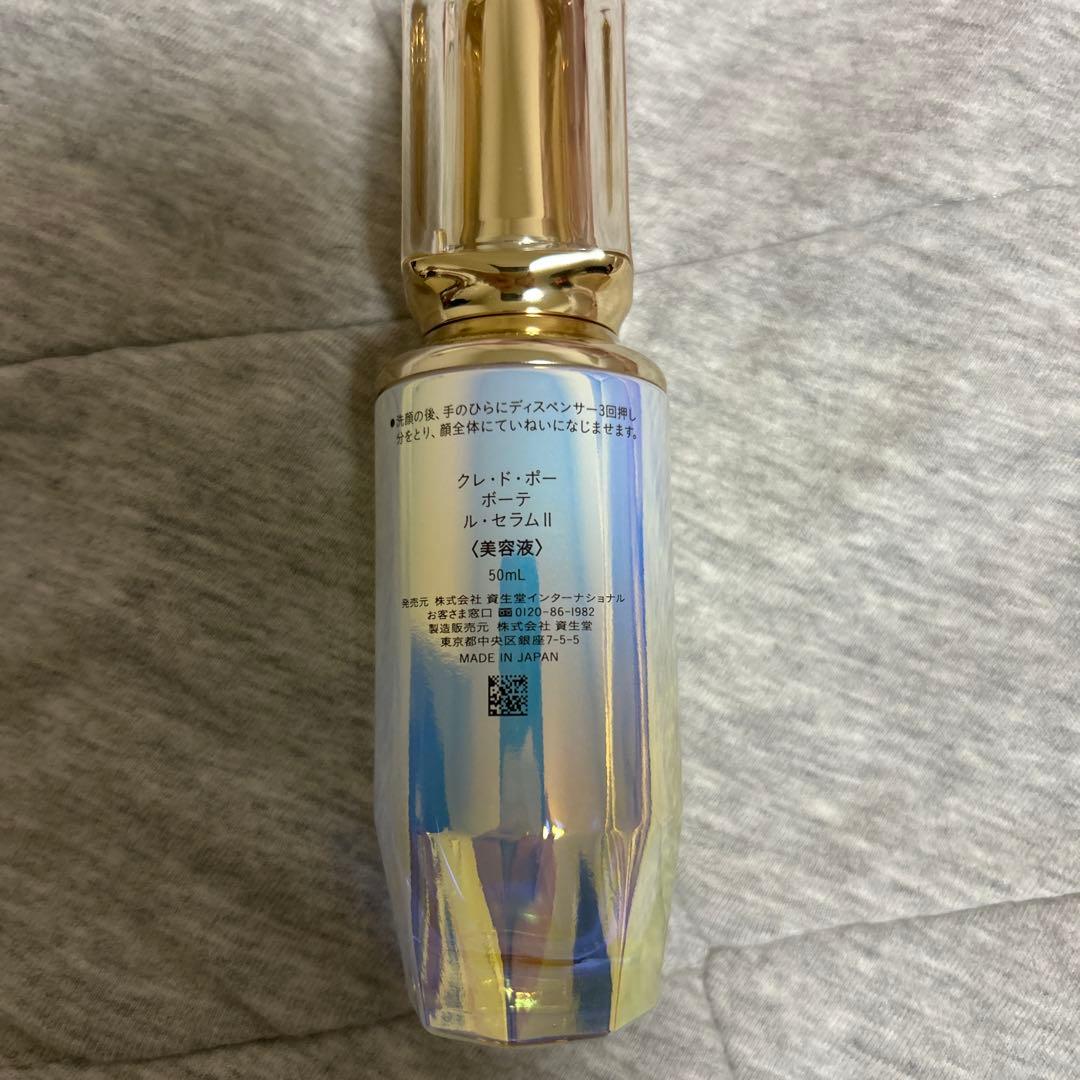 ●洗顔の後、手のひらにディスペンサー3回押し
分をとり、顔全体にていねいになじませます。
クレ・ド・ポー
ボーテ
ル・セラムⅡ
〈美容液〉
50mL
発売元 株式会社 資生堂インターナショナル
お客さま窓口 0120-86-1982
製造販売元 株式会社 資生堂
東京都中央区銀座7-5-5
MADE IN JAPAN